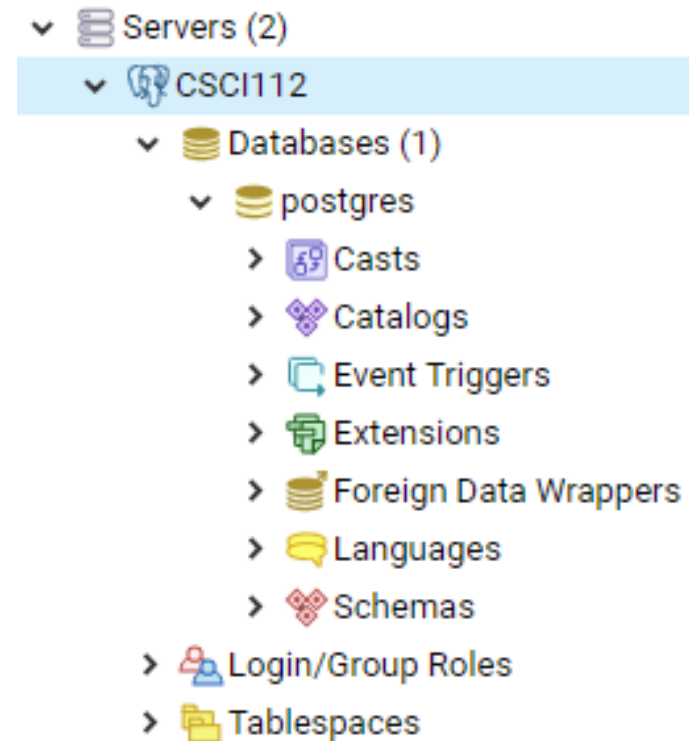 Servers (2)
CSCI112
Databases (1)
postgres
Casts
Catalogs
Event Triggers
Extensions
Foreign Data Wrappers
Languages
Schemas
Login/Group Roles
Tablespaces